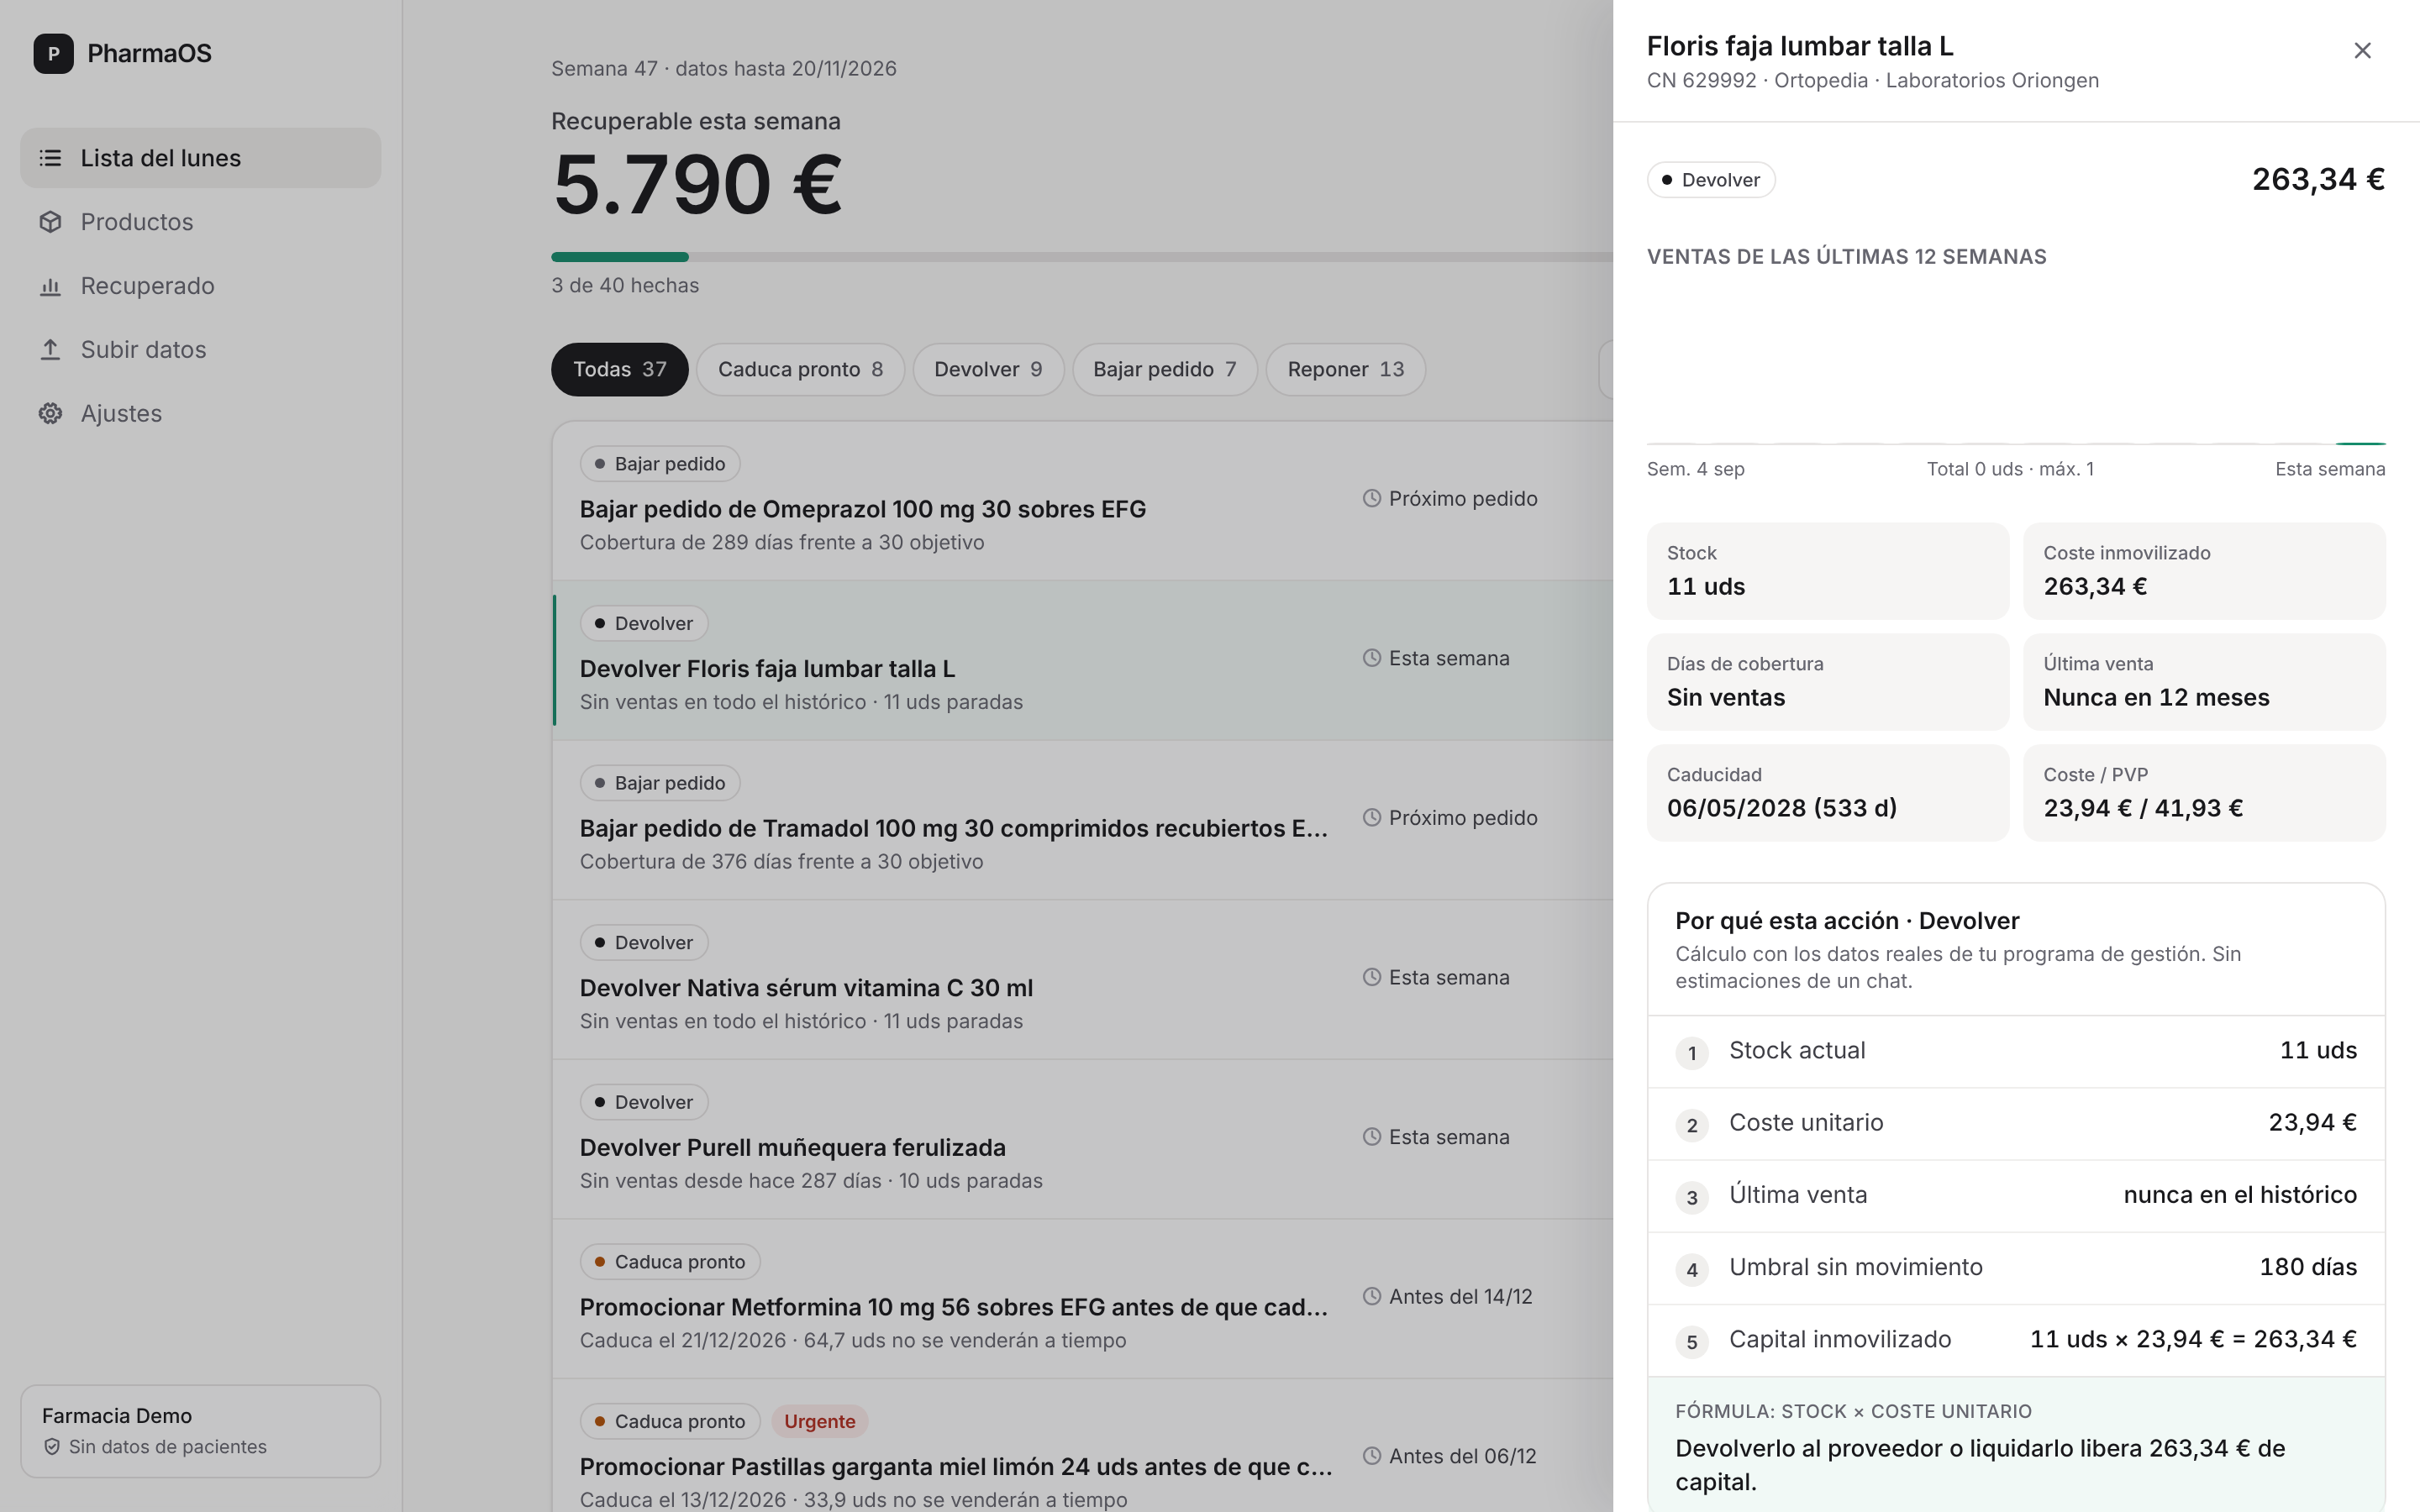 P PharmaOS
Lista del lunes
Productos
Recuperado
Subir datos
Ajustes
Farmacia Demo
Sin datos de pacientes
Semana 47 · datos hasta 20/11/2026
Recuperable esta semana
5.790 €
3 de 40 hechas
Todas 37
Caduca pronto 8
Devolver 9
Bajar pedido 7
Reponer 13
Bajar pedido
Bajar pedido de Omeprazol 100 mg 30 sobres EFG
Cobertura de 289 días frente a 30 objetivo
Próximo pedido
Devolver
Devolver Floris faja lumbar talla L
Sin ventas en todo el histórico · 11 uds paradas
Esta semana
Bajar pedido
Bajar pedido de Tramadol 100 mg 30 comprimidos recubiertos E...
Cobertura de 376 días frente a 30 objetivo
Próximo pedido
Devolver
Devolver Nativa sérum vitamina C 30 ml
Sin ventas en todo el histórico · 11 uds paradas
Esta semana
Devolver
Devolver Purell muñequera ferulizada
Sin ventas desde hace 287 días · 10 uds paradas
Esta semana
Caduca pronto
Promocionar Metformina 10 mg 56 sobres EFG antes de que cad...
Caduca el 21/12/2026 · 64,7 uds no se venderán a tiempo
Antes del 14/12
Caduca pronto Urgente
Promocionar Pastillas garganta miel limón 24 uds antes de que c...
Caduca el 13/12/2026 · 33,9 uds no se venderán a tiempo
Antes del 06/12
Floris faja lumbar talla L
CN 629992 · Ortopedia · Laboratorios Oriongen
Devolver 263,34 €
VENTAS DE LAS ÚLTIMAS 12 SEMANAS
Sem. 4 sep Total 0 uds · máx. 1 Esta semana
Stock
11 uds
Coste inmovilizado
263,34 €
Días de cobertura
Sin ventas
Última venta
Nunca en 12 meses
Caducidad
06/05/2028 (533 d)
Coste / PVP
23,94 € / 41,93 €
Por qué esta acción · Devolver
Cálculo con los datos reales de tu programa de gestión. Sin
estimaciones de un chat.
1 Stock actual 11 uds
2 Coste unitario 23,94 €
3 Última venta nunca en el histórico
4 Umbral sin movimiento 180 días
5 Capital inmovilizado 11 uds × 23,94 € = 263,34 €
FÓRMULA: STOCK × COSTE UNITARIO
Devolverlo al proveedor o liquidarlo libera 263,34 € de
capital.